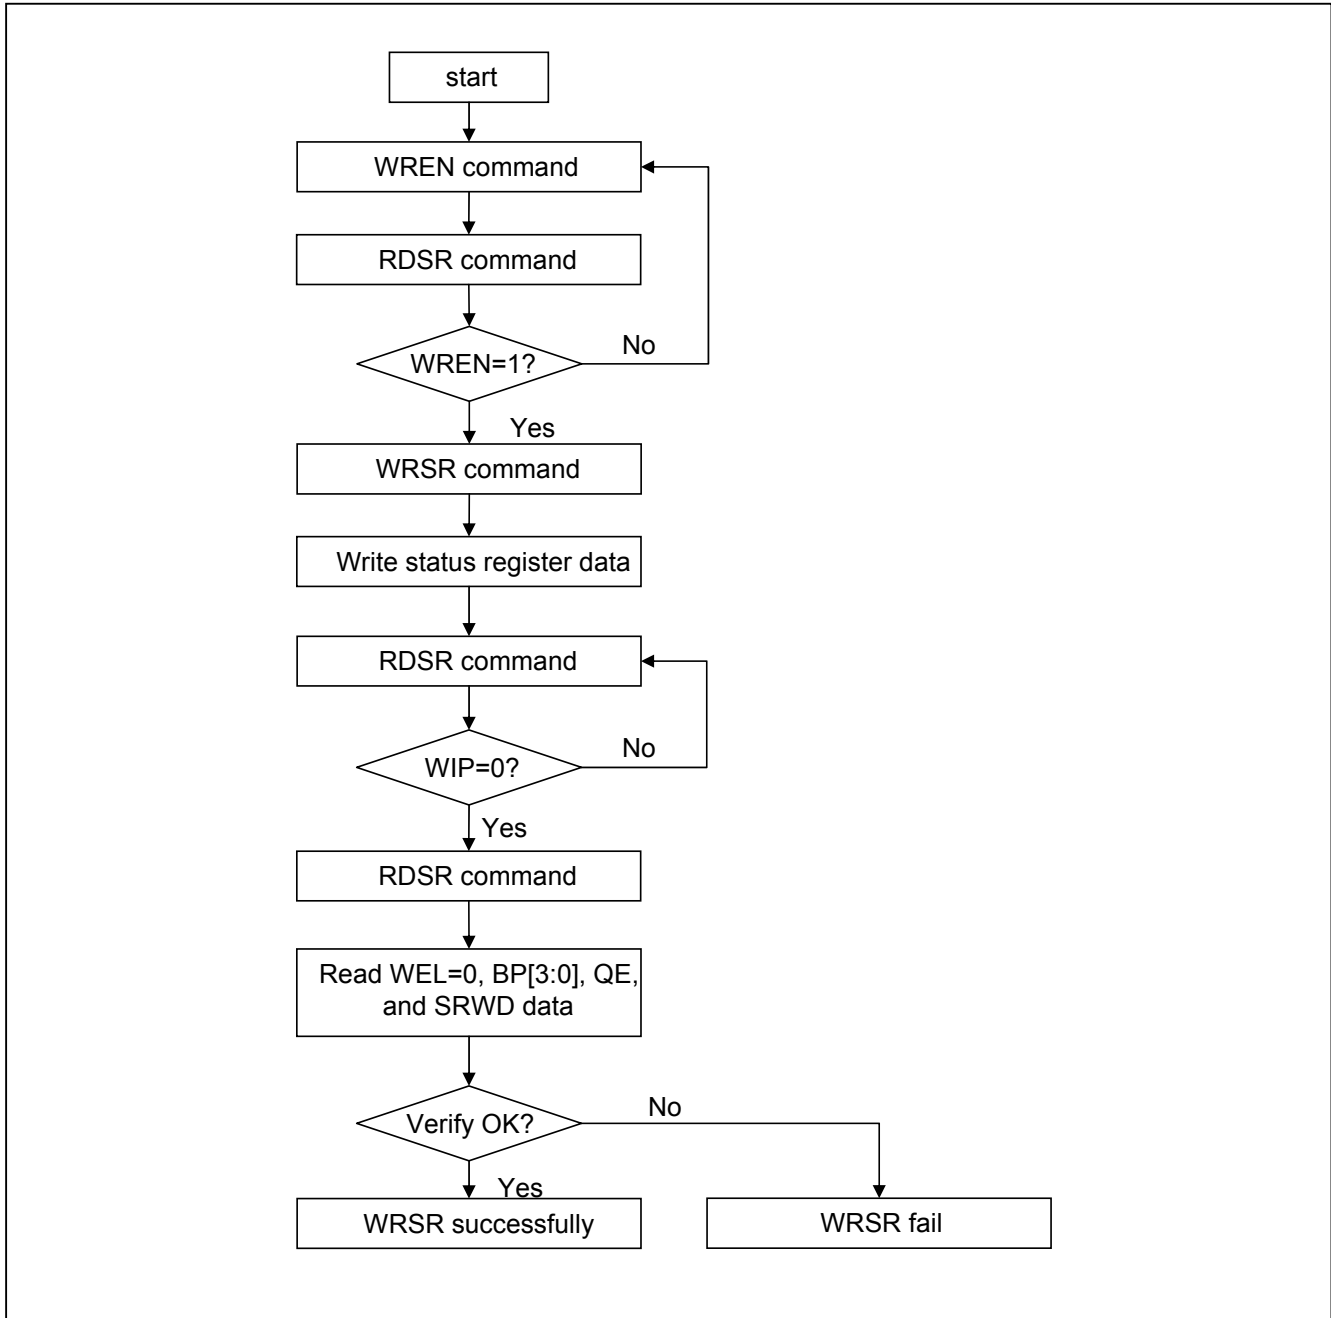 start
WREN command
RDSR command
WREN=1?
No
Yes
WRSR command
Write status register data
RDSR command
WIP=0?
No
Yes
RDSR command
Read WEL=0, BP[3:0], QE,
and SRWD data
Verify OK?
No
Yes
WRSR successfully
WRSR fail